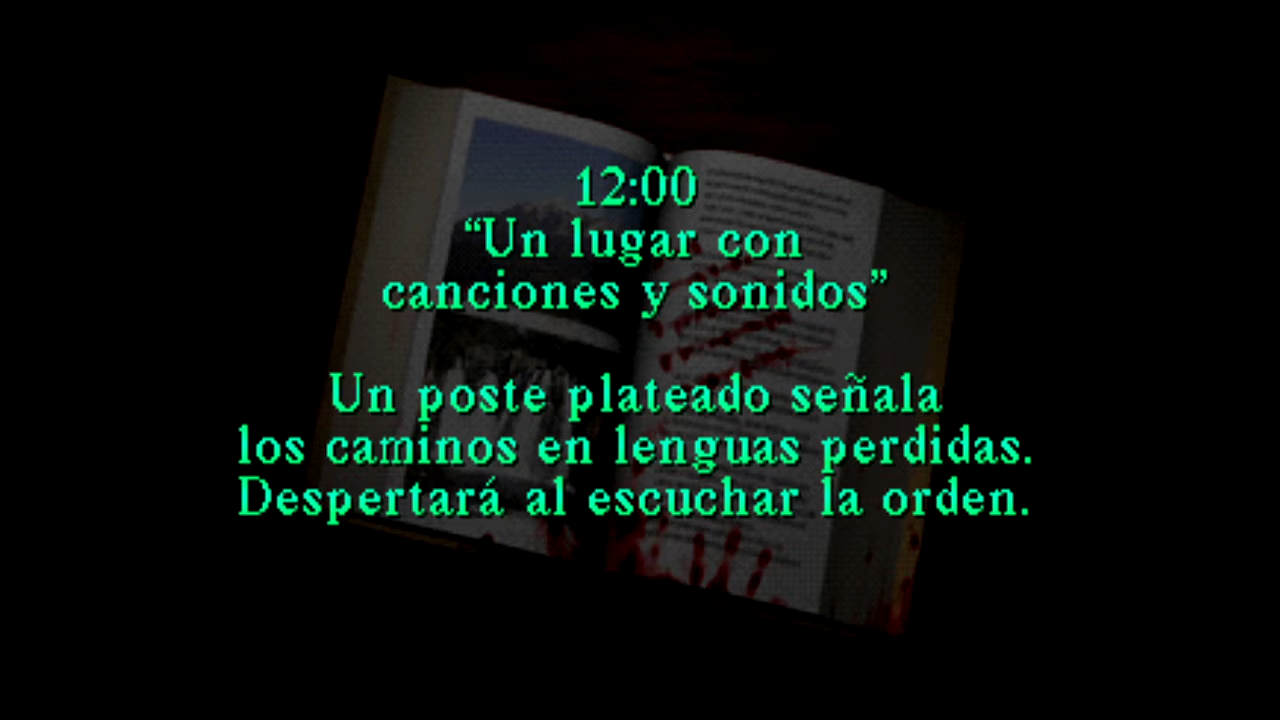 12:00
“Un lugar con
canciones y sonidos”
Un poste plateado señala
los caminos en lenguas perdidas.
Despertará al escuchar la orden.